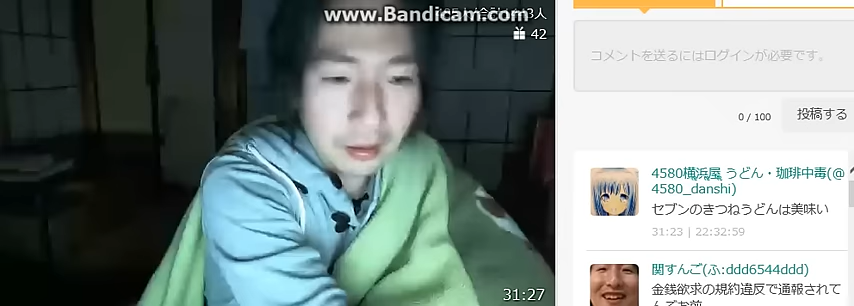 www.Bandicam.com
3人
42
31:27
コメントを送るにはログインが必要です。
0 / 100
投稿する
4580横浜風 うどん・珈琲中毒(@
4580_danshi)
セブンのきつねうどんは美味い
31:23 | 22:32:59
関すんご(ふ:ddd6544ddd)
金銭欲求の規約違反で通報されて